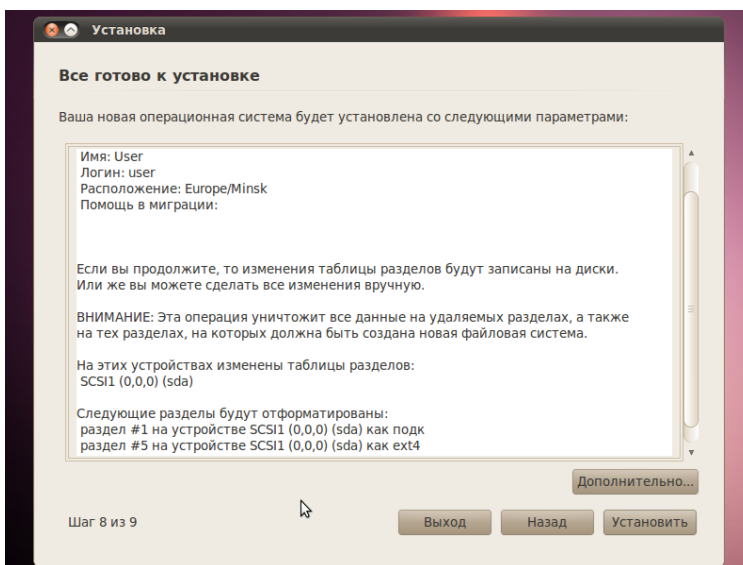 Установка
Все готово к установке
Ваша новая операционная система будет установлена со следующими параметрами:
Имя: User
Логин: user
Расположение: Europe/Minsk
Помощь в миграции:
Если вы продолжите, то изменения таблицы разделов будут записаны на диски.
Или же вы можете сделать все изменения вручную.
ВНИМАНИЕ: Эта операция уничтожит все данные на удаляемых разделах, а также
на тех разделах, на которых должна быть создана новая файловая система.
На этих устройствах изменены таблицы разделов:
SCSI1 (0,0,0) (sda)
Следующие разделы будут отформатированы:
раздел #1 на устройстве SCSI1 (0,0,0) (sda) как подк
раздел #5 на устройстве SCSI1 (0,0,0) (sda) как ext4
Дополнительно...
Шаг 8 из 9
Выход
Назад
Установить